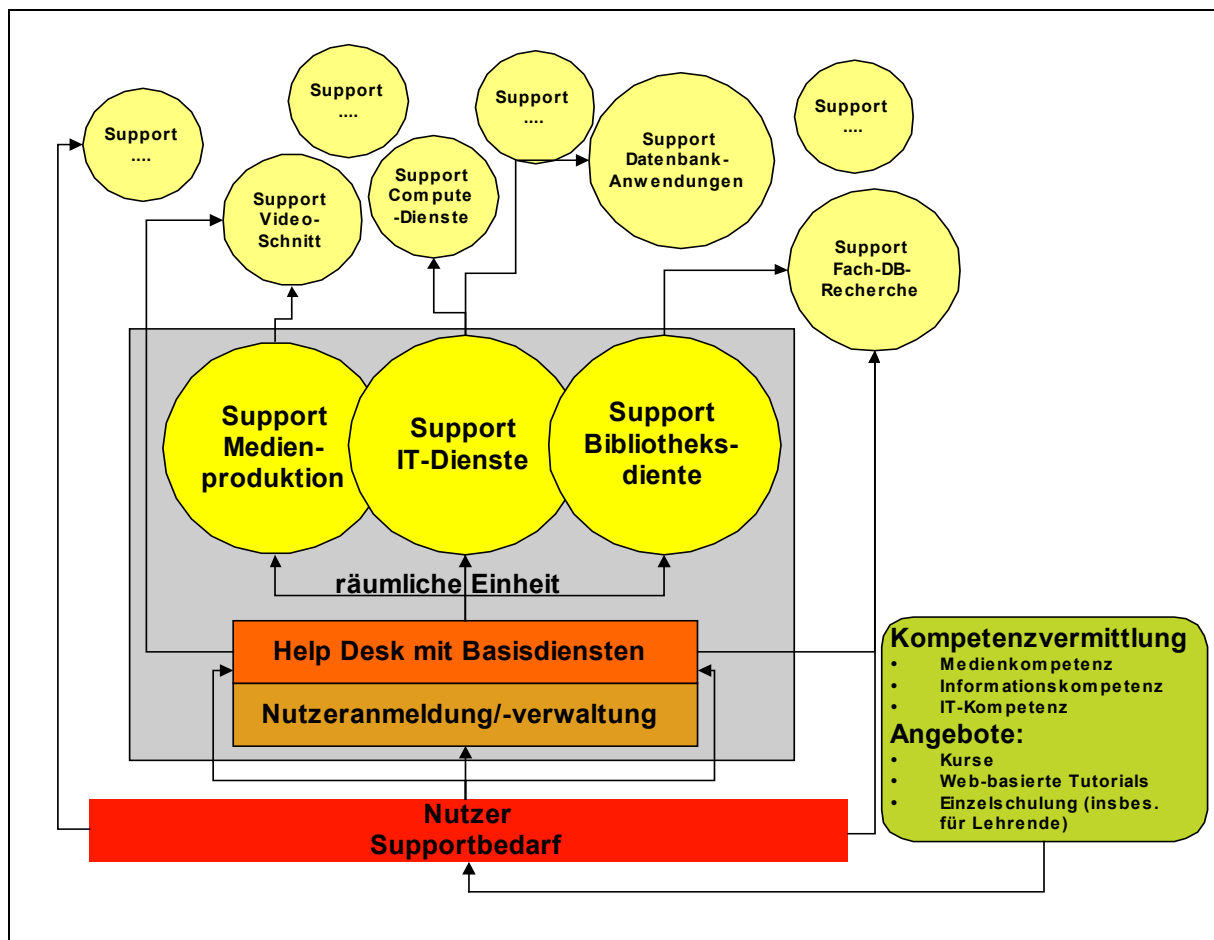 Support
....
Support
....
Support
....
Support
....
Support
Datenbank-
Anwendungen
Support
Video-
Schnitt
Support
Compute
-Dienste
Support
Fach-DB-
Recherche
Support
Medien-
produktion
Support
IT-Dienste
Support
Bibliotheks-
diente
räumliche Einheit
Help Desk mit Basisdiensten
Nutzeranmeldung/-verwaltung
Nutzer
Supportbedarf
Kompetenzvermittlung
• Medienkompetenz
• Informationskompetenz
• IT-Kompetenz
Angebote:
• Kurse
• Web-basierte Tutorials
• Einzelschulung (insbes.
für Lehrende)